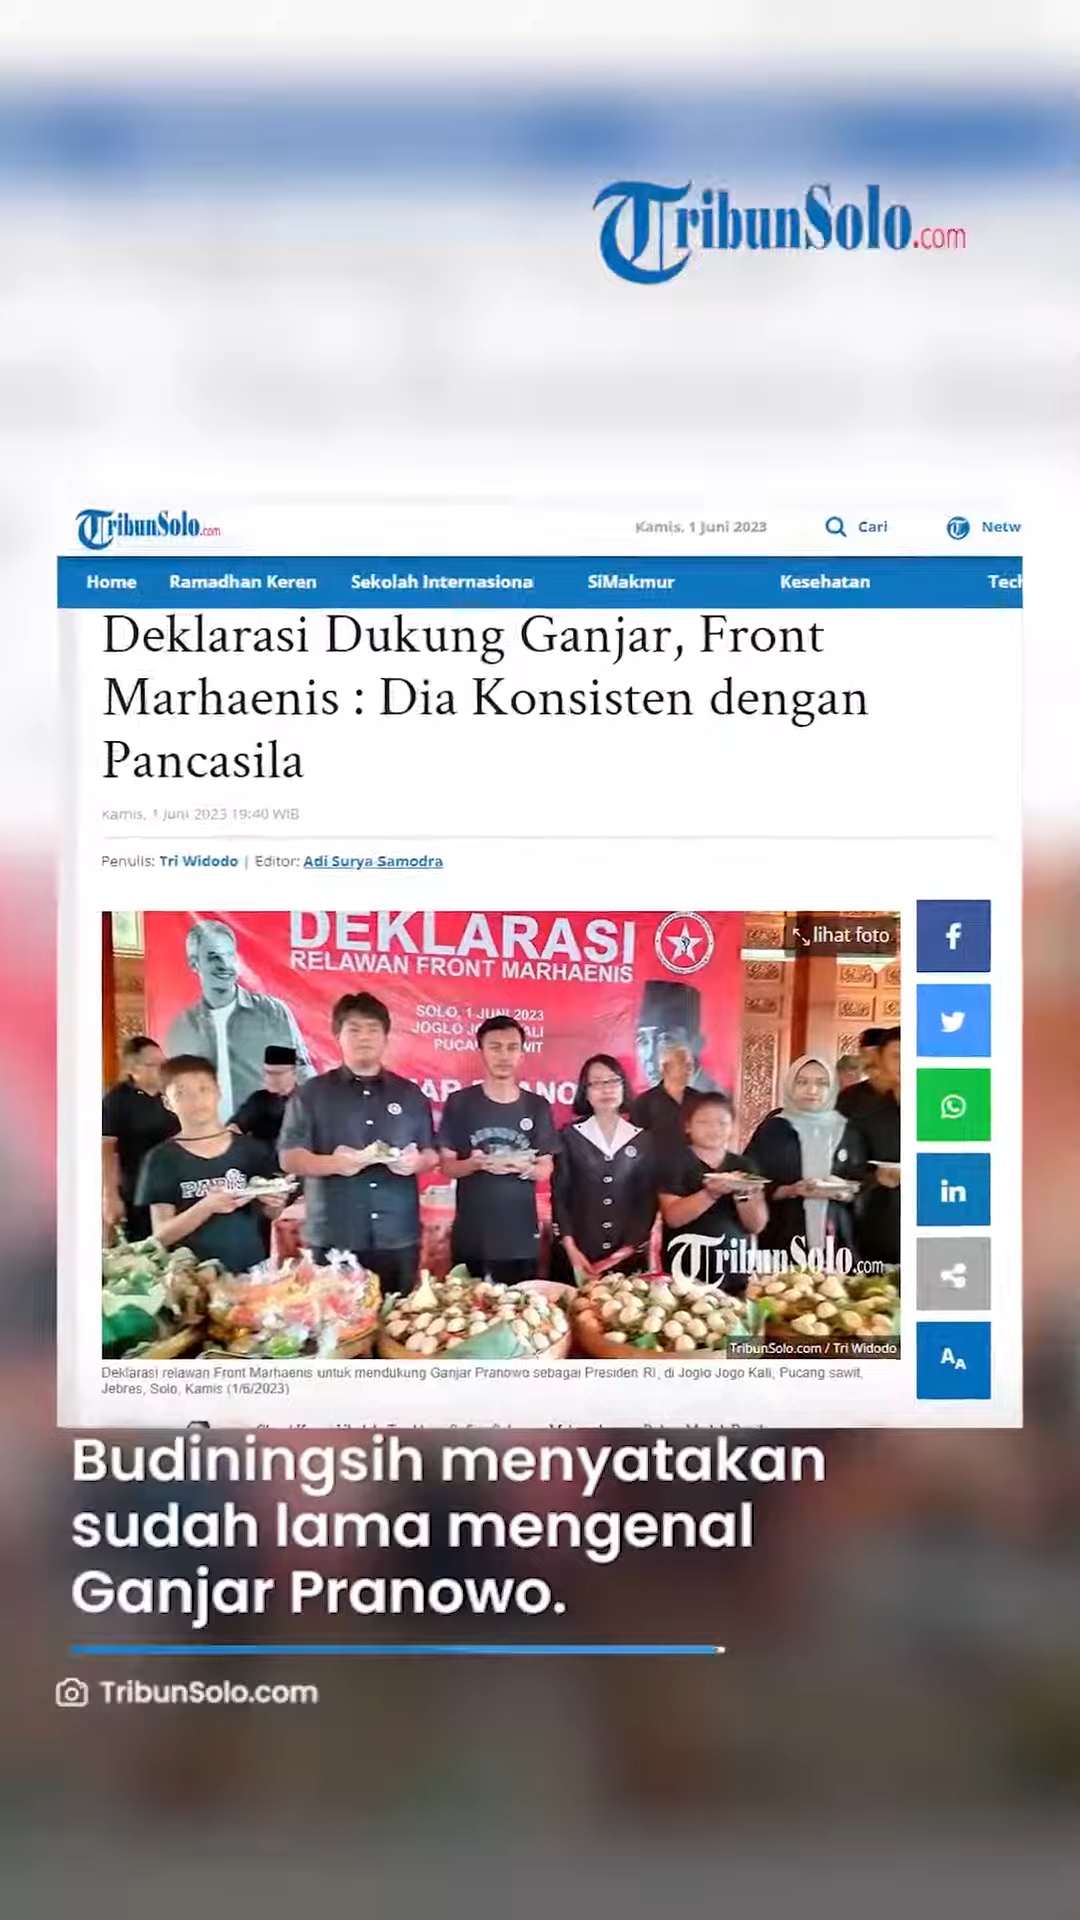 TribunSolo.com
TribunSolo.com
Kamis, 1 Juni 2023
Cari
Netw
Home
Ramadhan Keren
Sekolah Internasiona
SiMakmur
Kesehatan
Tech
Deklarasi Dukung Ganjar, Front
Marhaenis : Dia Konsisten dengan
Pancasila
Kamis, 1 Juni 2023 19:40 WIB
Penulis: Tri Widodo | Editor: Adi Surya Samodra
lihat foto
DEKLARASI
RELAWAN FRONT MARHAENIS
SOLO, 1 JUNI 2023
JOGLO
TribunSolo.com
TribunSolo.com / Tri Widodo
Deklarasi relawan Front Marhaenis untuk mendukung Ganjar Pranowo sebagai Presiden RI, di Joglo Jogo Kali, Pucang sawit,
Jebres, Solo, Kamis (1/6/2023)
Budiningsih menyatakan
sudah lama mengenal
Ganjar Pranowo.
TribunSolo.com